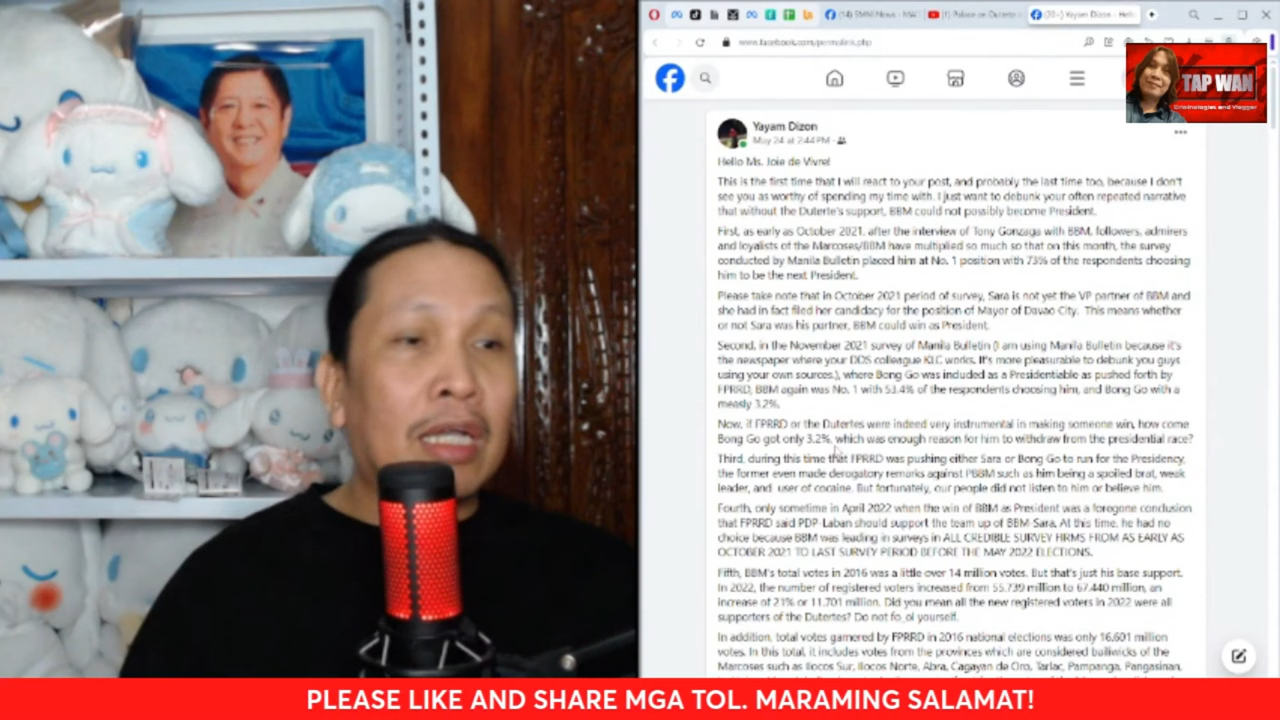 (14) SMNI News - MAI
(1) Palace on Duterte
(20+) Yayam Dizon - Hello
www.facebook.com/permalink.php
TAP WAN
Criminologist and Vlogger
Yayam Dizon
May 24 at 2:44 PM
Hello Ms. Joie de Vivre!
This is the first time that I will react to your post, and probably the last time too, because I don't
see you as worthy of spending my time with. I just want to debunk your often repeated narrative
that without the Duterte's support, BBM could not possibly become President.
First, as early as October 2021, after the interview of Tony Gonzaga with BBM, followers, admirers
and loyalists of the Marcoses/BBM have multiplied so much so that on this month, the survey
conducted by Manila Bulletin placed him at No. 1 position with 73% of the respondents choosing
him to be the next President.
Please take note that in October 2021 period of survey, Sara is not yet the VP partner of BBM and
she had in fact filed her candidacy for the position of Mayor of Davao City. This means whether
or not Sara was his partner, BBM could win as President.
Second, in the November 2021 survey of Manila Bulletin (I am using Manila Bulletin because it's
the newspaper where your DDS colleague KLC works. It's more pleasurable to debunk you guys
using your own sources.), where Bong Go was included as a Presidentiable as pushed forth by
FPRRD, BBM again was No. 1 with 53.4% of the respondents choosing him, and Bong Go with a
measly 3.2%.
Now, if FPRRD or the Dutertes were indeed very instrumental in making someone win, how come
Bong Go got only 3.2%, which was enough reason for him to withdraw from the presidential race?
Third, during this time that FPRRD was pushing either Sara or Bong Go to run for the Presidency,
the former even made derogatory remarks against PBBM such as him being a spoiled brat, weak
leader, and user of cocaine. But fortunately, our people did not listen to him or believe him.
Fourth, only sometime in April 2022 when the win of BBM as President was a foregone conclusion
that FPRRD said PDP-Laban should support the team up of BBM-Sara. At this time, he had no
choice because BBM was leading in surveys in ALL CREDIBLE SURVEY FIRMS FROM AS EARLY AS
OCTOBER 2021 TO LAST SURVEY PERIOD BEFORE THE MAY 2022 ELECTIONS.
Fifth, BBM's total votes in 2016 was a little over 14 million votes. But that's just his base support.
In 2022, the number of registered voters increased from 55.739 million to 67.440 million, an
increase of 21% or 11.701 million. Did you mean all the new registered voters in 2022 were all
supporters of the Dutertes? Do not fo_ol yourself.
In addition, total votes garnered by FPRRD in 2016 national elections was only 16.601 million
votes. In this total, it includes votes from the provinces which are considered bailiwicks of the
Marcoses such as Ilocos Sur, Ilocos Norte, Abra, Cagayan de Oro, Tarlac, Pampanga, Pangasinan,
PLEASE LIKE AND SHARE MGA TOL. MARAMING SALAMAT!